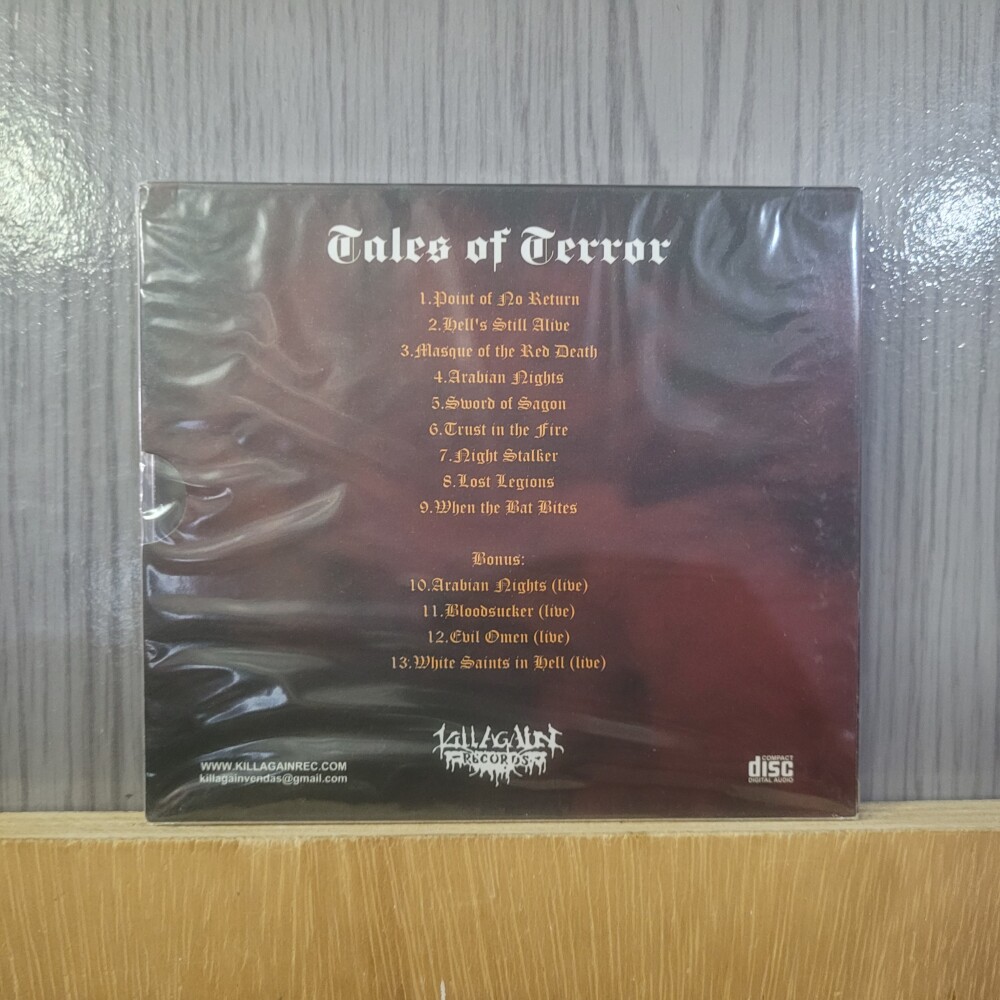 Tales of Terror
1.Point of No Return
2.Hell's Still Alive
3.Masque of the Red Death
4.Arabian Nights
5.Sword of Sagon
6.Trust in the Fire
7.Night Stalker
8.Lost Legions
9.When the Bat Bites
Bonus:
10.Arabian Nights (live)
11.Bloodsucker (live)
12.Evil Omen (live)
13.White Saints in Hell (live)
KILLAGAIN
RECORDS
WWW.KILLAGAINREC.COM
killagainvendas@gmail.com
COMPACT
disc
DIGITAL AUDIO